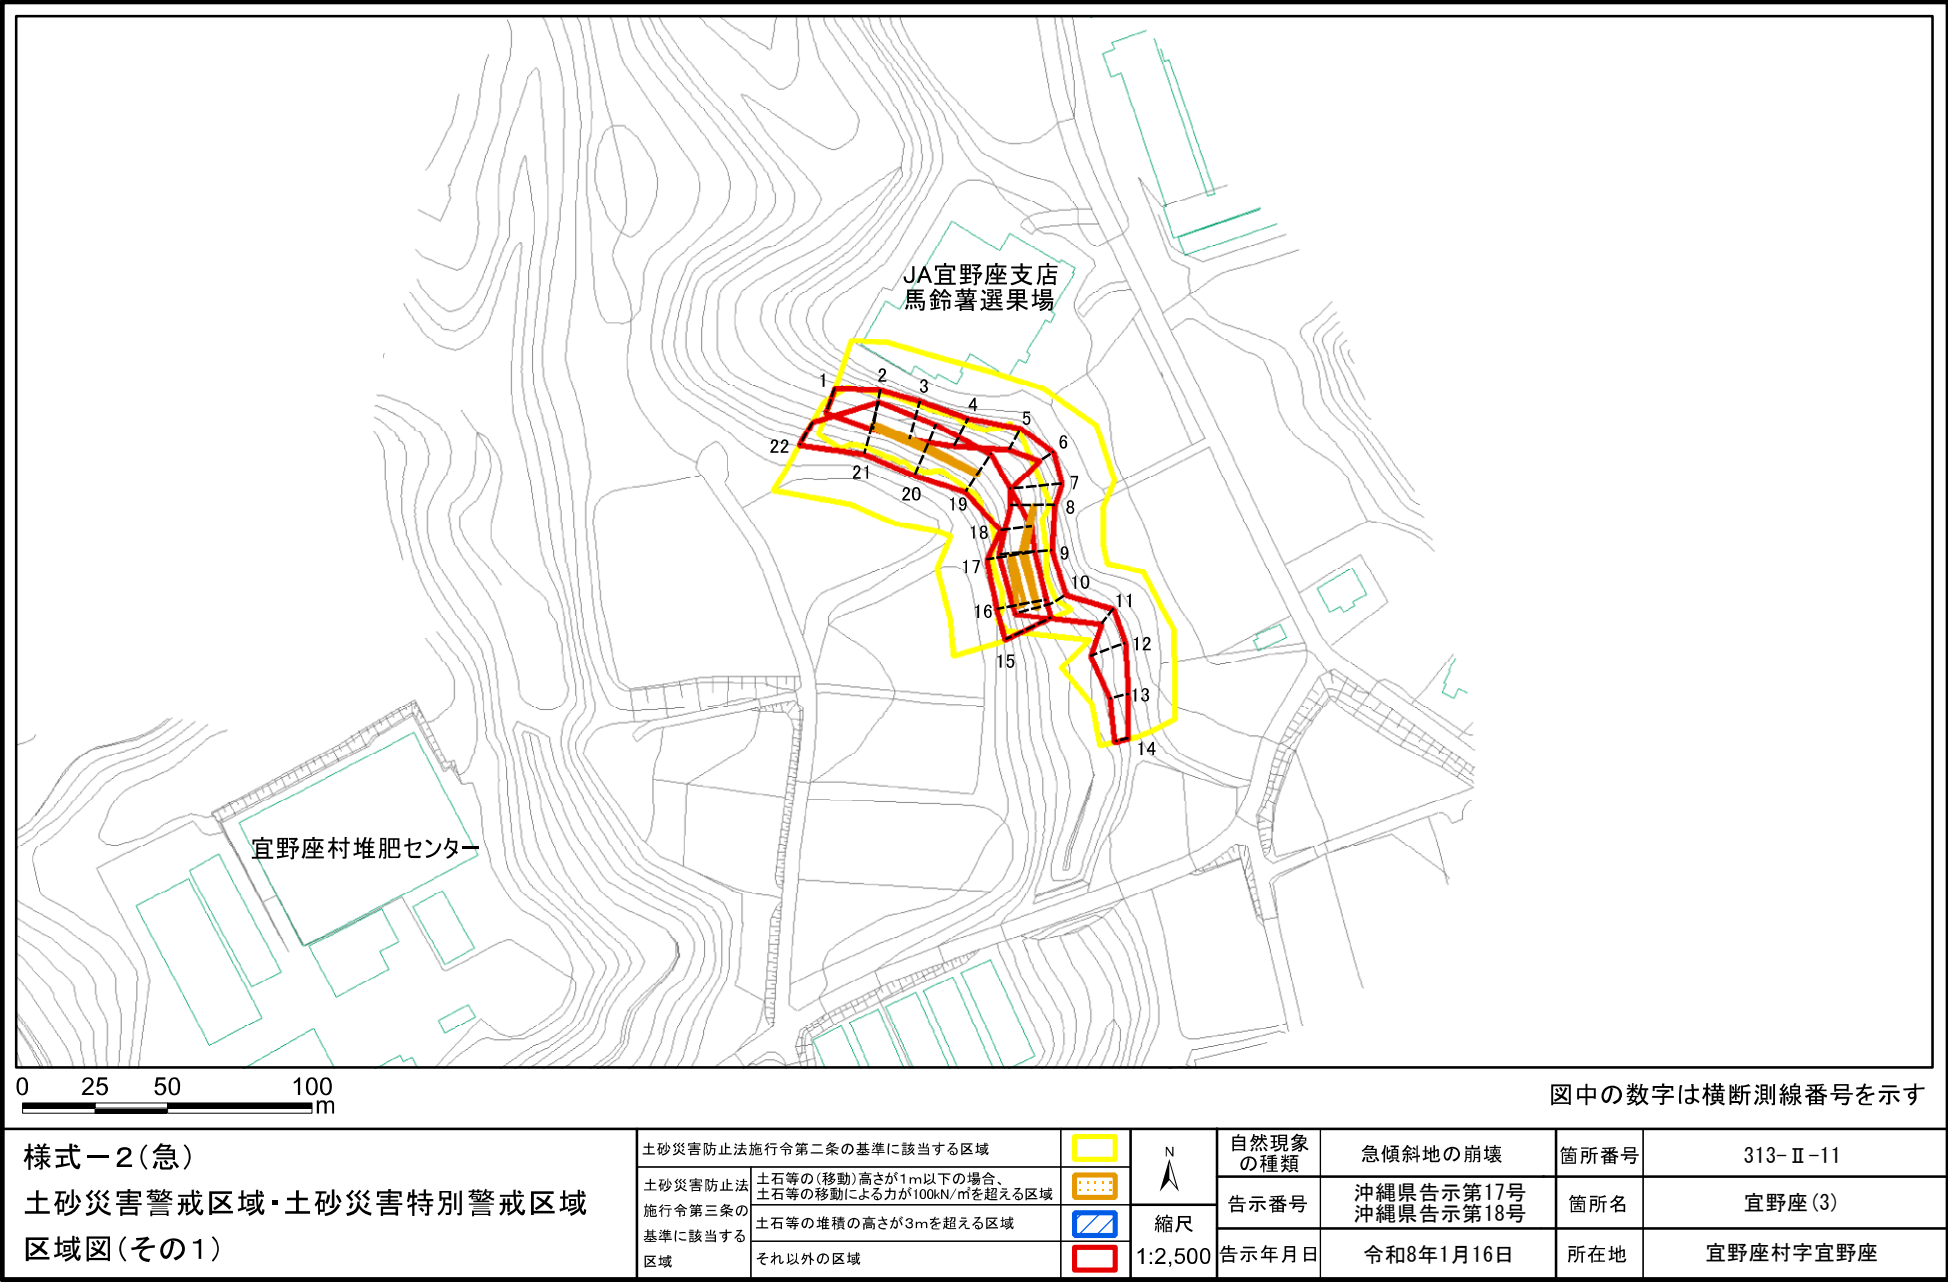 JA宜野座支店
馬鈴薯選果場
1
2
3
4
5
6
7
8
9
10
11
12
13
14
15
16
17
18
19
20
21
22
宜野座村堆肥センター
0 25 50 100
m
図中の数字は横断測線番号を示す
様式－2(急)
土砂災害警戒区域・土砂災害特別警戒区域
区域図(その1)
土砂災害防止法施行令第二条の基準に該当する区域
土砂災害防止法
施行令第三条の
基準に該当する
区域
土石等の(移動)高さが1m以下の場合、
土石等の移動による力が100kN/㎡を超える区域
土石等の堆積の高さが3mを超える区域
それ以外の区域
N
縮尺
1:2,500
自然現象
の種類
急傾斜地の崩壊
箇所番号
313-Ⅱ-11
告示番号
沖縄県告示第17号
沖縄県告示第18号
箇所名
宜野座(3)
告示年月日
令和8年1月16日
所在地
宜野座村字宜野座